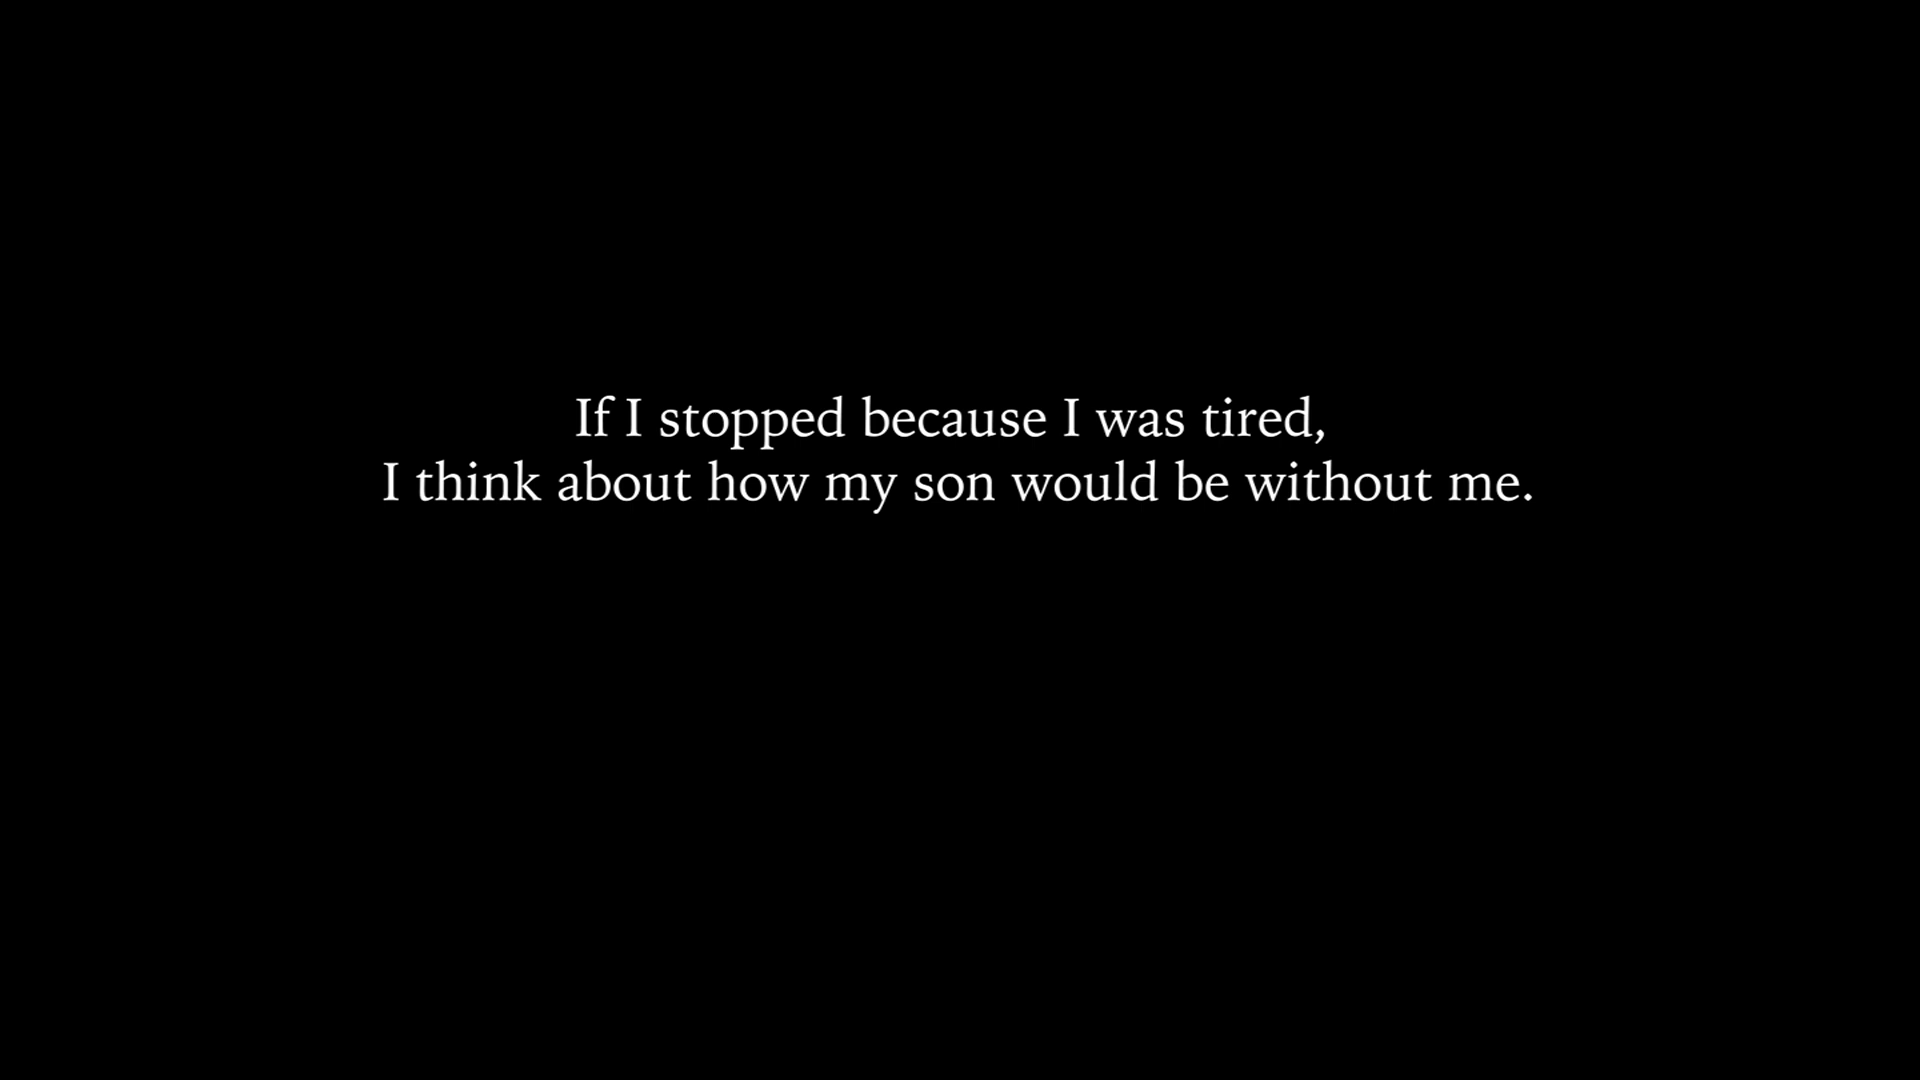 If I stopped because I was tired,
I think about how my son would be without me.